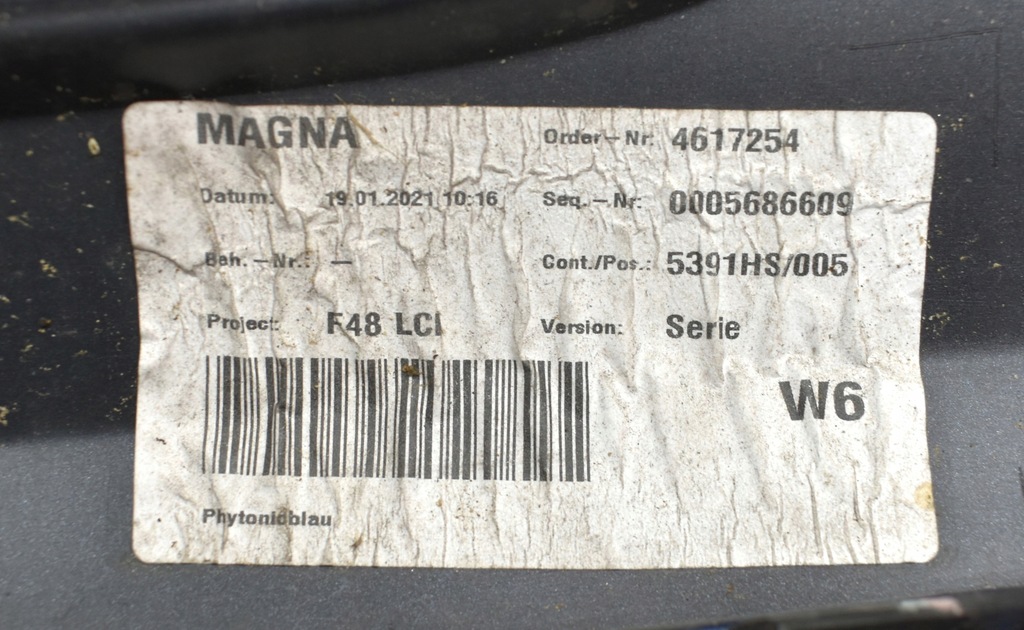 MAGNA Order-Nr. 4617254
Datum: 19.01.2021 10:16 Seq.-Nr: 0005686609
Beh.-Nr.: - Cont./Pos.: 5391HS/005
Project: F48 LCI Version: Serie
W6
Phytonicblau